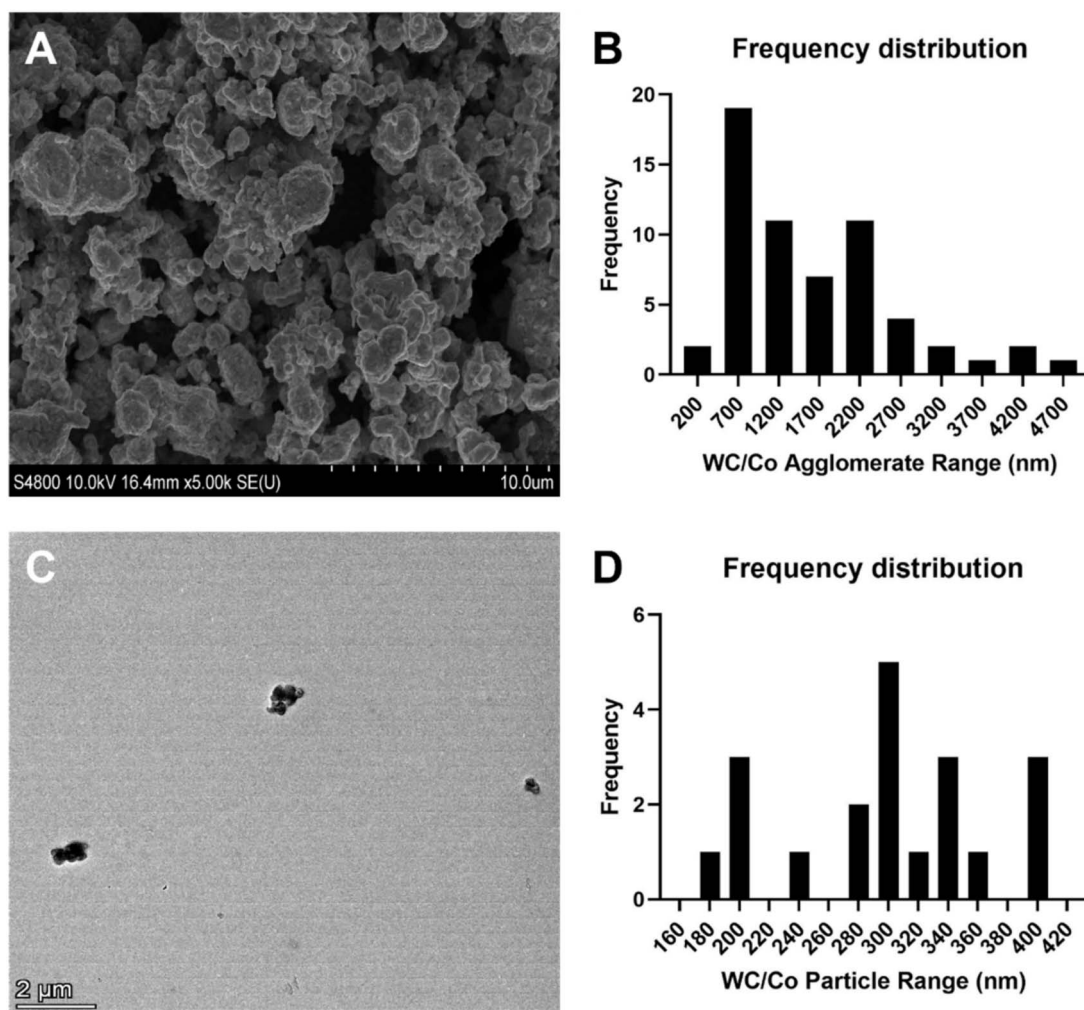 A
S4800 10.0kV 16.4mm x5.00k SE(U)
10.0um
B
Frequency distribution
Frequency
20
15
10
5
0
200
700
1200
1700
2200
2700
3200
3700
4200
4700
WC/Co Agglomerate Range (nm)
C
2 μm
D
Frequency distribution
Frequency
6
4
2
0
160
180
200
220
240
260
280
300
320
340
360
380
400
420
WC/Co Particle Range (nm)